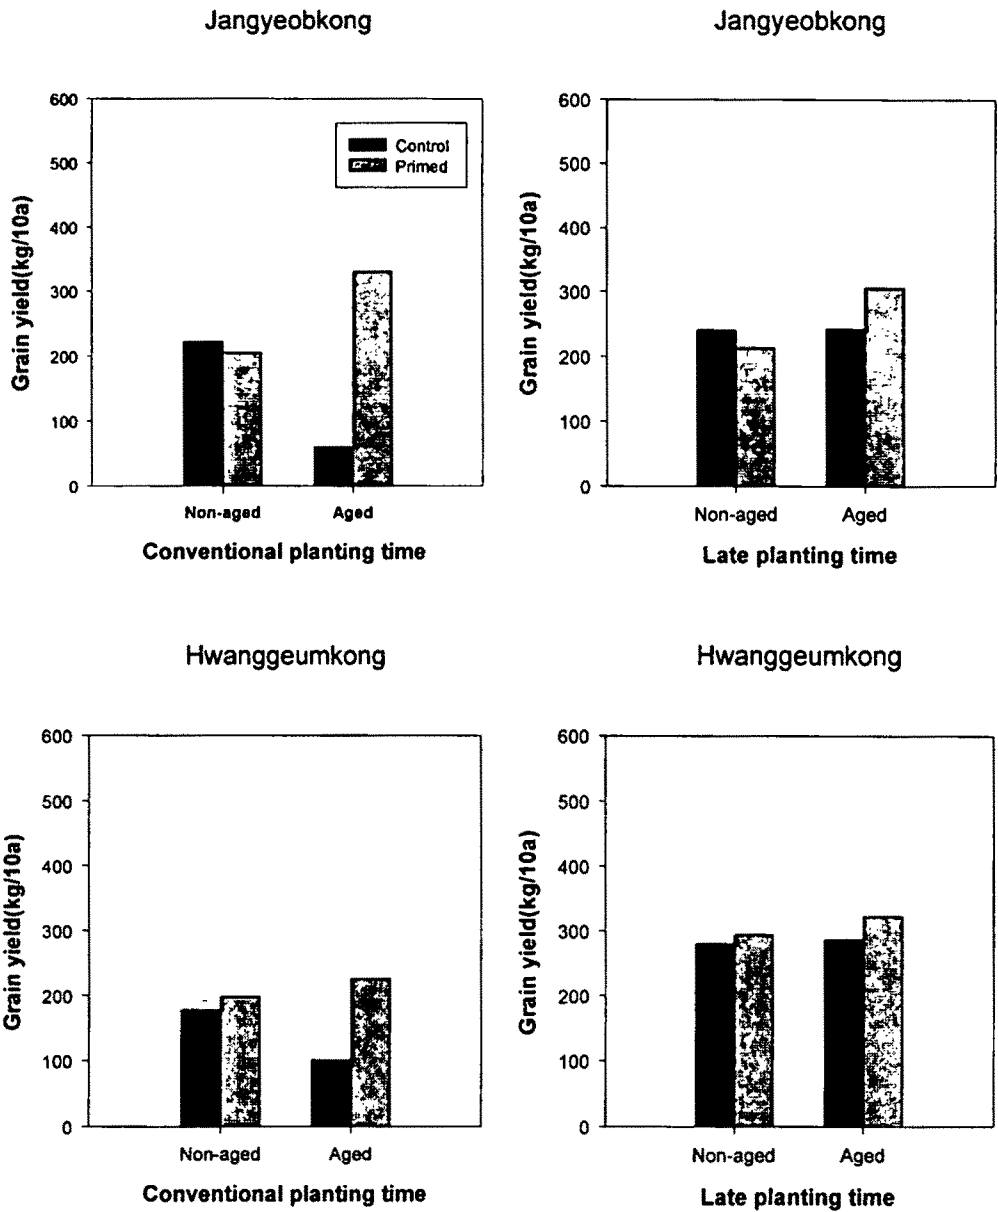 Jangyeobkong
600
500
400
300
200
100
0
Grain yield(kg/10a)
Control
Primed
Non-aged
Aged
Conventional planting time
Jangyeobkong
600
500
400
300
200
100
0
Grain yield(kg/10a)
Non-aged
Aged
Late planting time
Hwanggeumkong
600
500
400
300
200
100
0
Grain yield(kg/10a)
Non-aged
Aged
Conventional planting time
Hwanggeumkong
600
500
400
300
200
100
0
Grain yield(kg/10a)
Non-aged
Aged
Late planting time